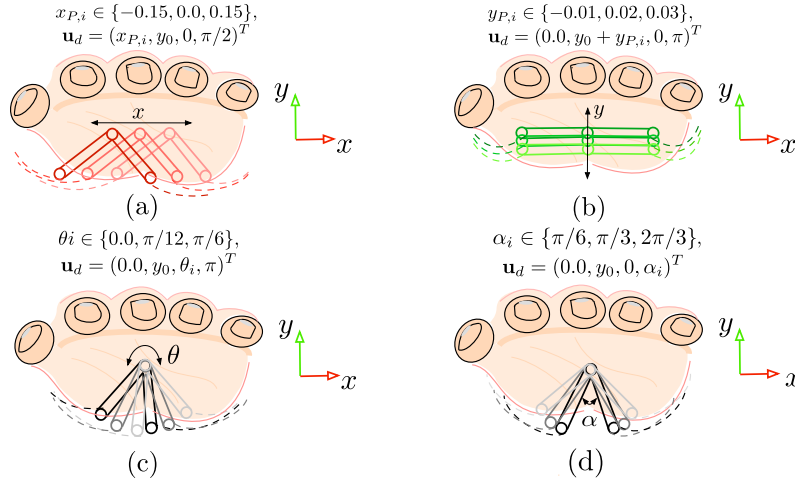 x_{P,i} ∈ {−0.15, 0.0, 0.15},
u_d = (x_{P,i}, y_0, 0, π/2)^T
x
y
x
(a)
y_{P,i} ∈ {−0.01, 0.02, 0.03},
u_d = (0.0, y_0 + y_{P,i}, 0, π)^T
y
y
x
(b)
θi ∈ {0.0, π/12, π/6},
u_d = (0.0, y_0, θ_i, π)^T
θ
y
x
(c)
α_i ∈ {π/6, π/3, 2π/3},
u_d = (0.0, y_0, 0, α_i)^T
α
y
x
(d)